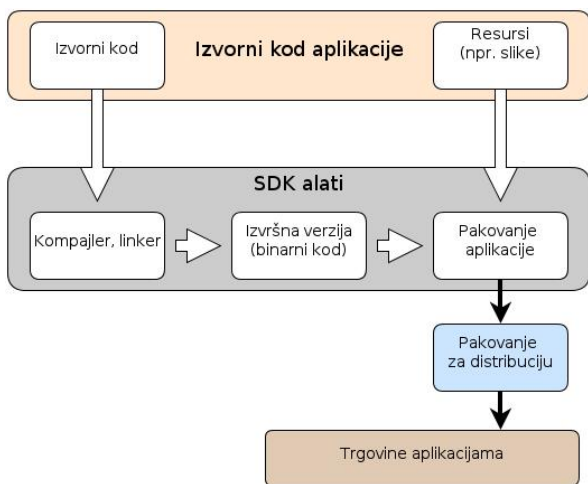 Izvorni kod
Izvorni kod aplikacije
Resursi
(npr. slike)
SDK alati
Kompajler, linker
Izvršna verzija
(binarni kod)
Pakovanje
aplikacije
Pakovanje
za distribuciju
Trgovine aplikacijama